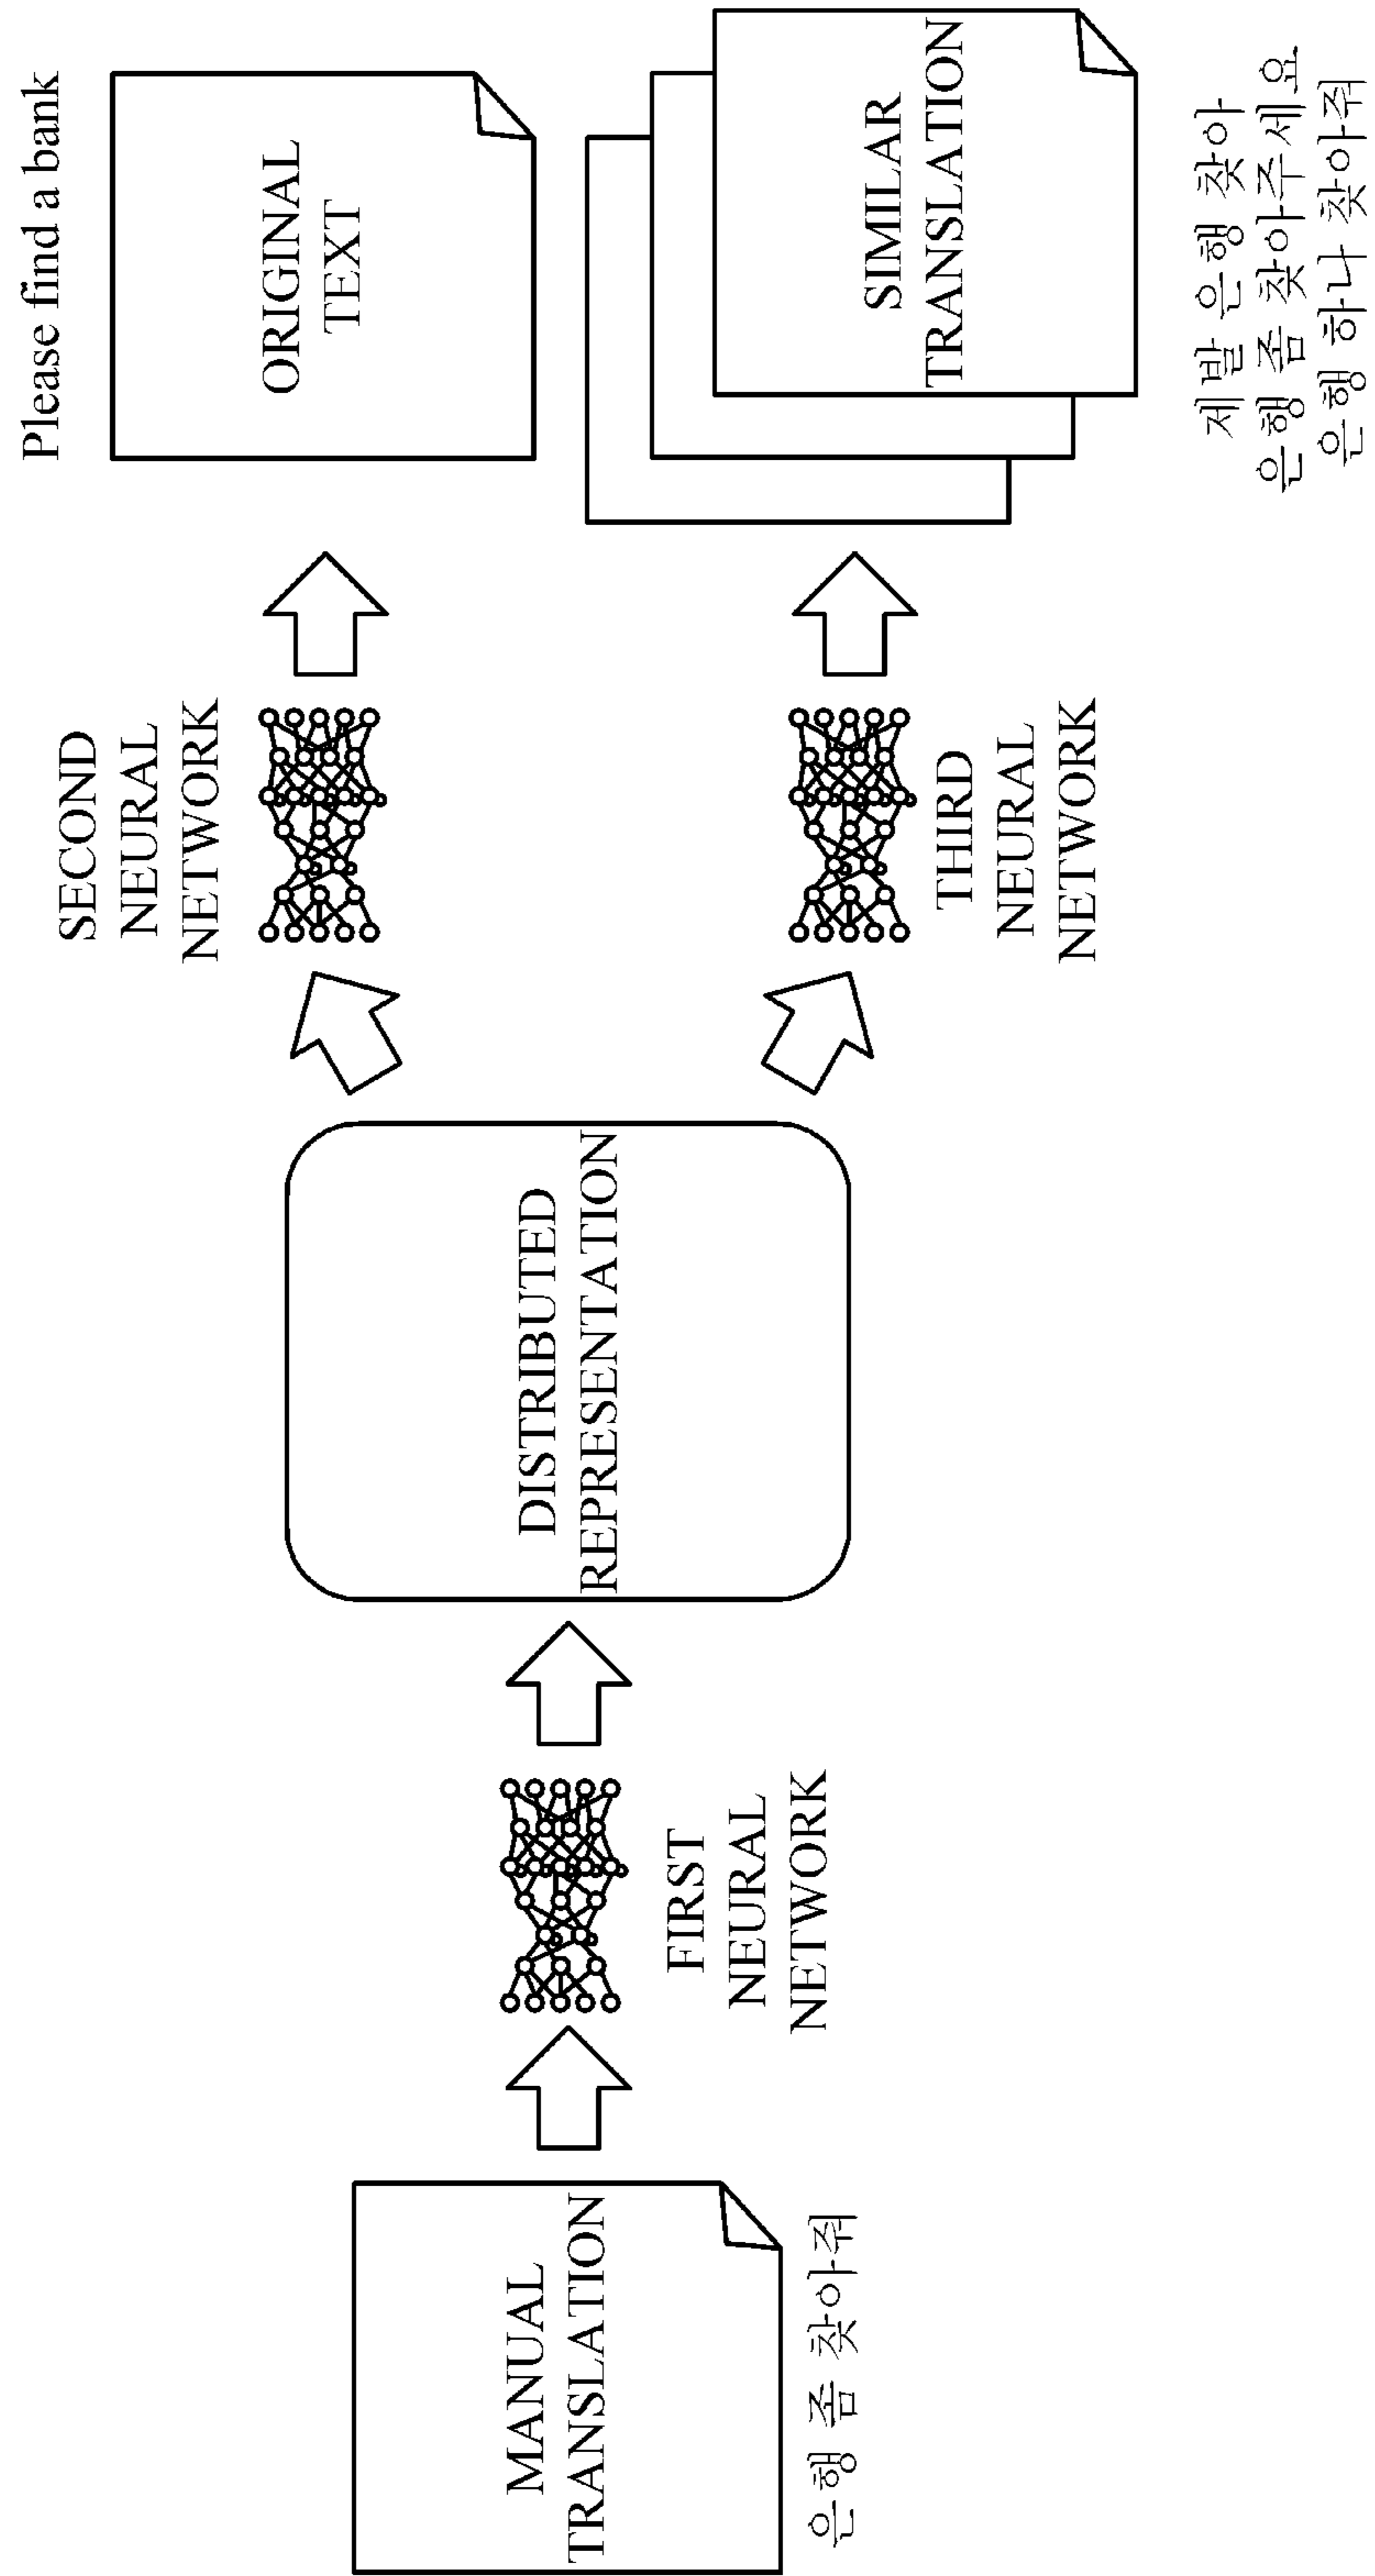 MANUAL
TRANSLATION
은행 좀 찾아줘
FIRST
NEURAL
NETWORK
DISTRIBUTED
REPRESENTATION
SECOND
NEURAL
NETWORK
THIRD
NEURAL
NETWORK
Please find a bank
ORIGINAL
TEXT
SIMILAR
TRANSLATION
제발 은행 찾아
은행 좀 찾아주세요
은행 하나 찾아줘